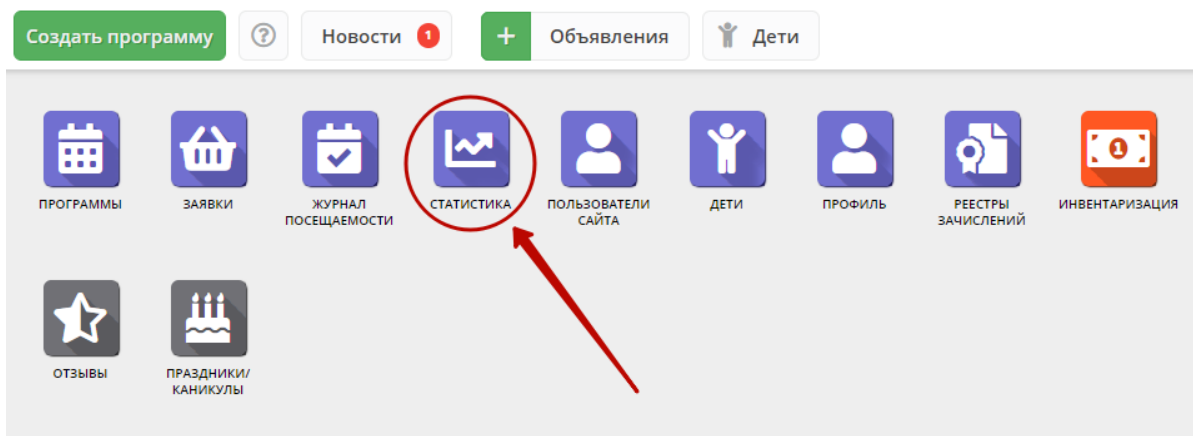 Создать программу
?
Новости 1
+ Объявления
Дети
ПРОГРАММЫ
ЗАЯВКИ
ЖУРНАЛ
ПОСЕЩАЕМОСТИ
СТАТИСТИКА
ПОЛЬЗОВАТЕЛИ
САЙТА
ДЕТИ
ПРОФИЛЬ
РЕЕСТРЫ
ЗАЧИСЛЕНИЙ
1
ИНВЕНТАРИЗАЦИЯ
ОТЗЫВЫ
ПРАЗДНИКИ/
КАНИКУЛЫ